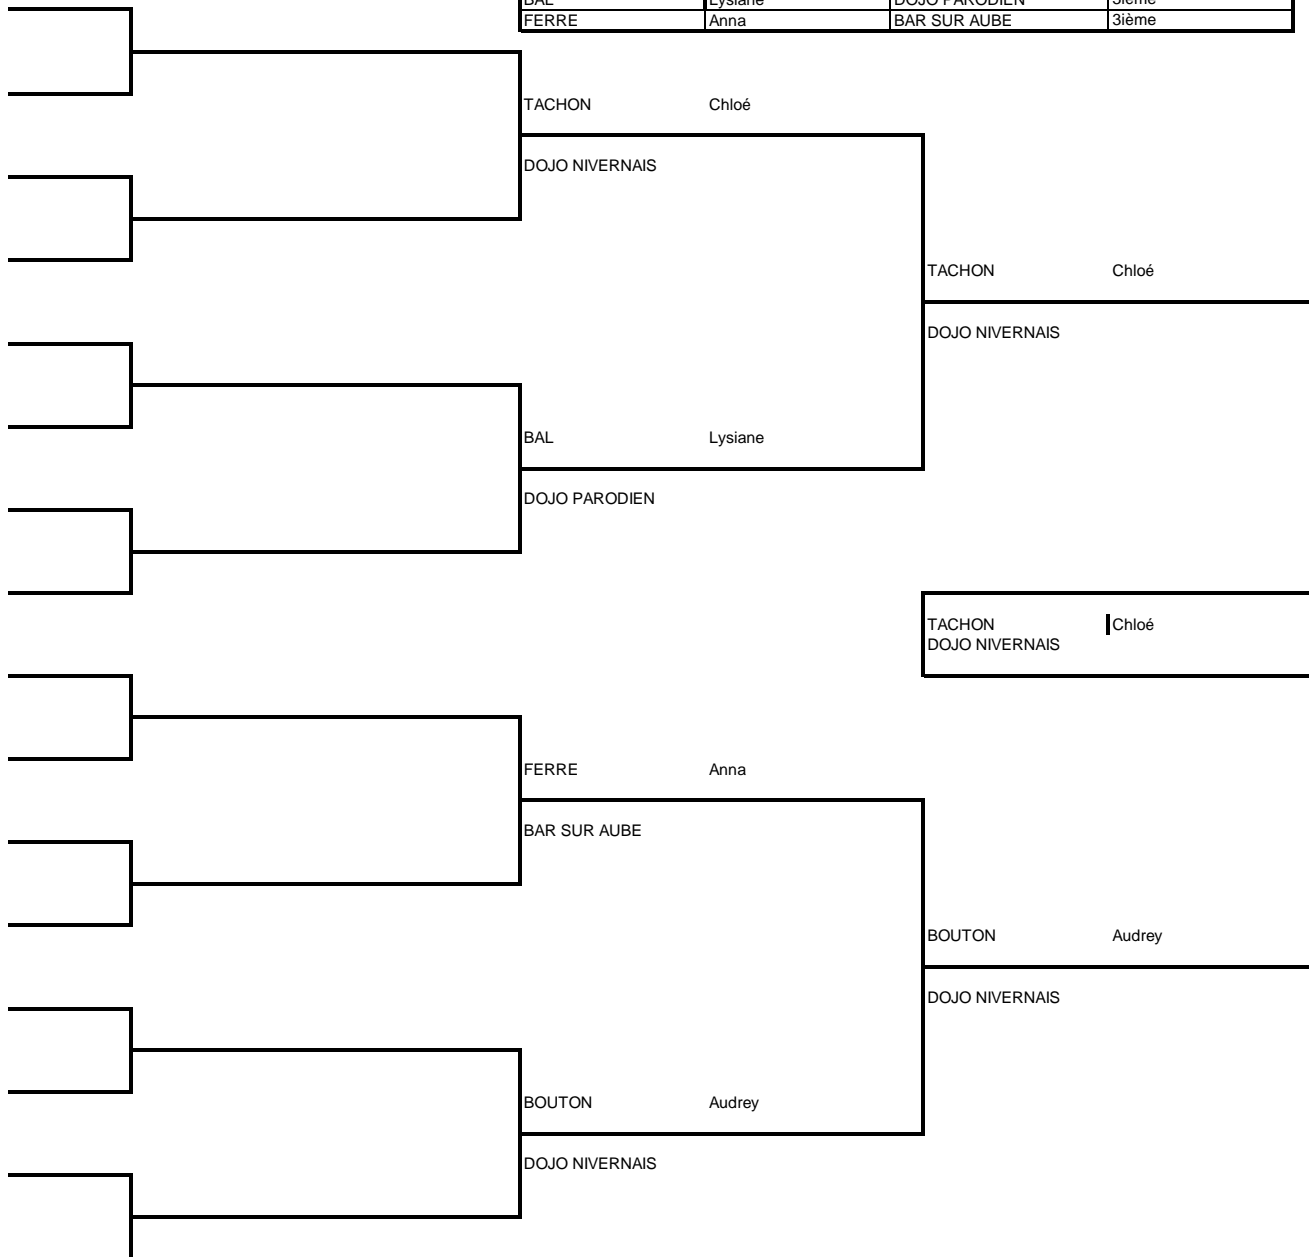 BAL Lysiane DOJO PARODIEN 3ième
FERRE Anna BAR SUR AUBE 3ième
TACHON Chloé
DOJO NIVERNAIS
TACHON Chloé
DOJO NIVERNAIS
BAL Lysiane
DOJO PARODIEN
TACHON Chloé
DOJO NIVERNAIS
FERRE Anna
BAR SUR AUBE
BOUTON Audrey
DOJO NIVERNAIS
BOUTON Audrey
DOJO NIVERNAIS